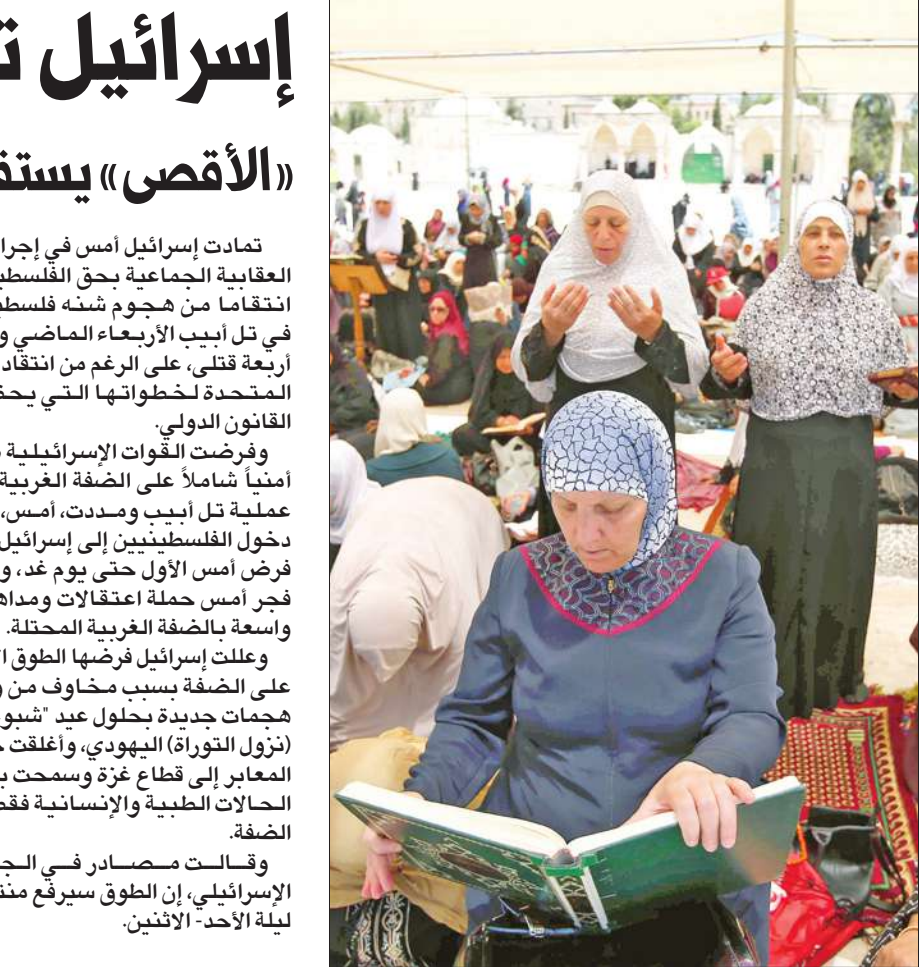 إسرائيل ت
«الأقصى» يستف
تمادت إسرائيل أمس في إجرا
العقابية الجماعية بحق الفلسطي
انتقاما من هجوم شنه فلسط
في تل أبيب الأربعاء الماضي و
أربعة قتلى، على الرغم من انتقاد
المتحدة لخطواتها التي يح
القانون الدولي.
وفرضت القوات الإسرائيلية
أمنياً شاملاً على الضفة الغربية
عملية تل أبيب ومددت، أمس،
دخول الفلسطينيين إلى إسرائيل
فرض أمس الأول حتى يوم غد، و
فجر أمس حملة اعتقالات ومداه
واسعة بالضفة الغربية المحتلة.
وعللت إسرائيل فرضها الطوق ا
على الضفة بسبب مخاوف من و
هجمات جديدة بحلول عيد "شبو
(نزول التوراة) اليهودي، وأغلقت
المعابر إلى قطاع غزة وسمحت ب
الحالات الطبية والإنسانية فقط
الضفة.
وقالت مصادر في الج
الإسرائيلي، إن الطوق سيرفع منت
ليلة الأحد- الاثنين.